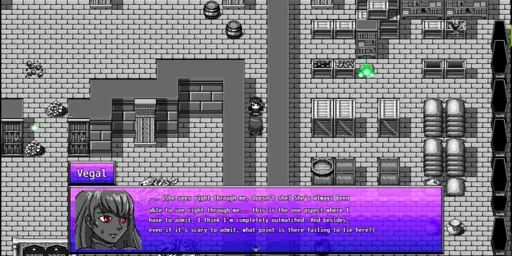 Vegal
... (She sees right through me, doesn't she? She's always been
able to see right through me... this is the one aspect where I
have to admit, I think I'm completely outmatched. And besides,
even if it's scary to admit, what point is there failing to lie here?)